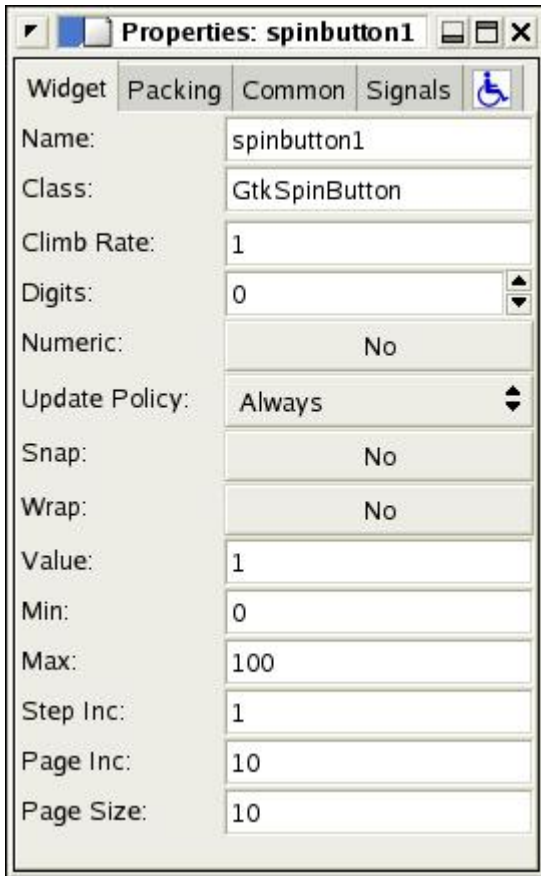 Properties: spinbutton1
Widget Packing Common Signals
Name: spinbutton1
Class: GtkSpinButton
Climb Rate: 1
Digits: 0
Numeric: No
Update Policy: Always
Snap: No
Wrap: No
Value: 1
Min: 0
Max: 100
Step Inc: 1
Page Inc: 10
Page Size: 10